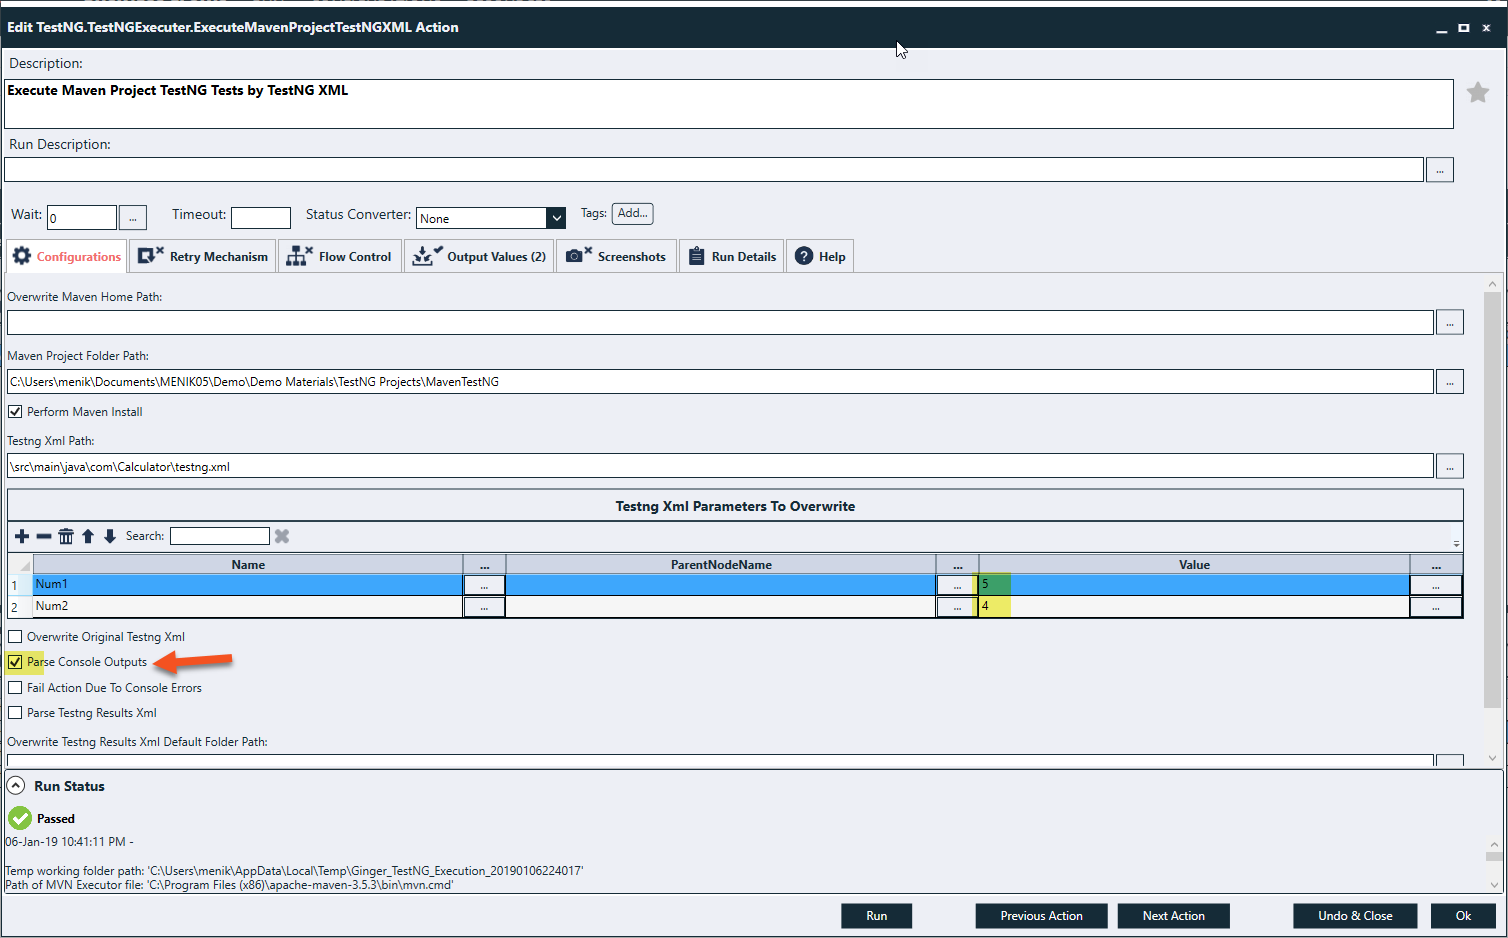 Edit TestNG.TestNGExecuter.ExecuteMavenProjectTestNGXML Action
Description:
Execute Maven Project TestNG Tests by TestNG XML
Run Description:
...
Wait: 0 ... Timeout: Status Converter: None Tags: Add...
Configurations Retry Mechanism Flow Control Output Values (2) Screenshots Run Details ? Help
Overwrite Maven Home Path:
...
Maven Project Folder Path:
C:\Users\menik\Documents\MENIK05\Demo\Demo Materials\TestNG Projects\MavenTestNG ...
Perform Maven Install
Testng Xml Path:
\src\main\java\com\Calculator\testng.xml ...
Testng Xml Parameters To Overwrite
Search:
Name ... ParentNodeName ... Value ...
1 Num1 ... ... 5 ...
2 Num2 ... ... 4 ...
Overwrite Original Testng Xml
Parse Console Outputs
Fail Action Due To Console Errors
Parse Testng Results Xml
Overwrite Testng Results Xml Default Folder Path:
Run Status
Passed
06-Jan-19 10:41:11 PM -
Temp working folder path: 'C:\Users\menik\AppData\Local\Temp\Ginger_TestNG_Execution_20190106224017'
Path of MVN Executor file: 'C:\Program Files (x86)\apache-maven-3.5.3\bin\mvn.cmd'
Run Previous Action Next Action Undo & Close Ok